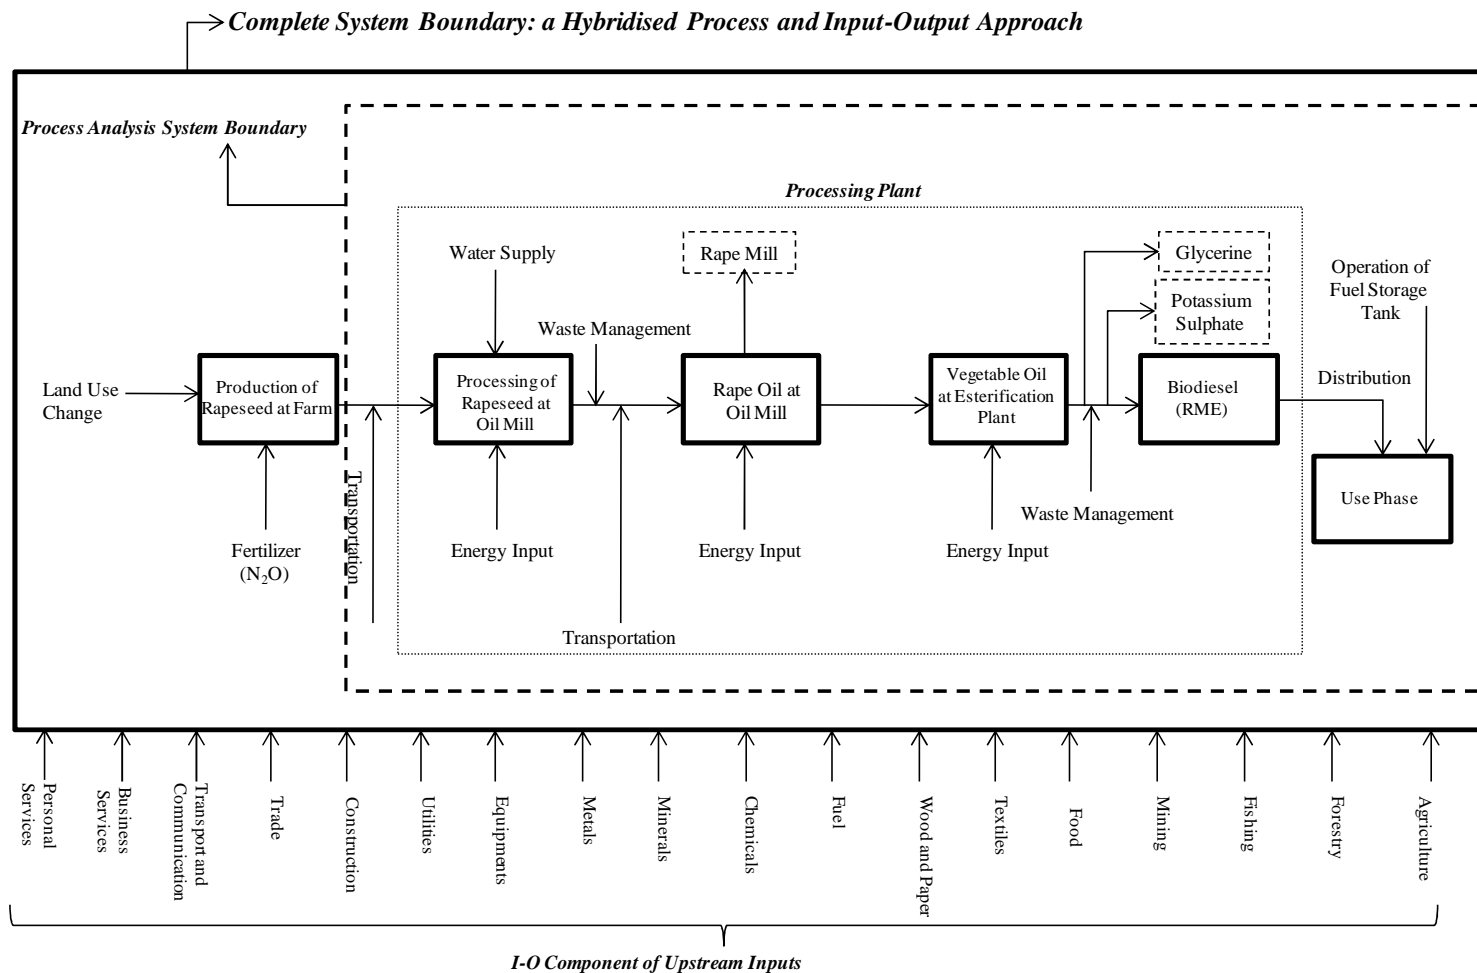 Complete System Boundary: a Hybridised Process and Input-Output Approach
Process Analysis System Boundary
Processing Plant
Water Supply
Rape Mill
Glycerine
Potassium
Sulphate
Operation of
Fuel Storage
Tank
Waste Management
Land Use
Change
Production of
Rapeseed at Farm
Processing of
Rapeseed at
Oil Mill
Rape Oil at
Oil Mill
Vegetable Oil
at Esterification
Plant
Biodiesel
(RME)
Distribution
Use Phase
Transportation
Fertilizer
(N₂O)
Energy Input
Energy Input
Energy Input
Waste Management
Transportation
Personal
Services
Business
Services
Transport and
Communication
Trade
Construction
Utilities
Equipments
Metals
Minerals
Chemicals
Fuel
Wood and Paper
Textiles
Food
Mining
Fishing
Forestry
Agriculture
I-O Component of Upstream Inputs